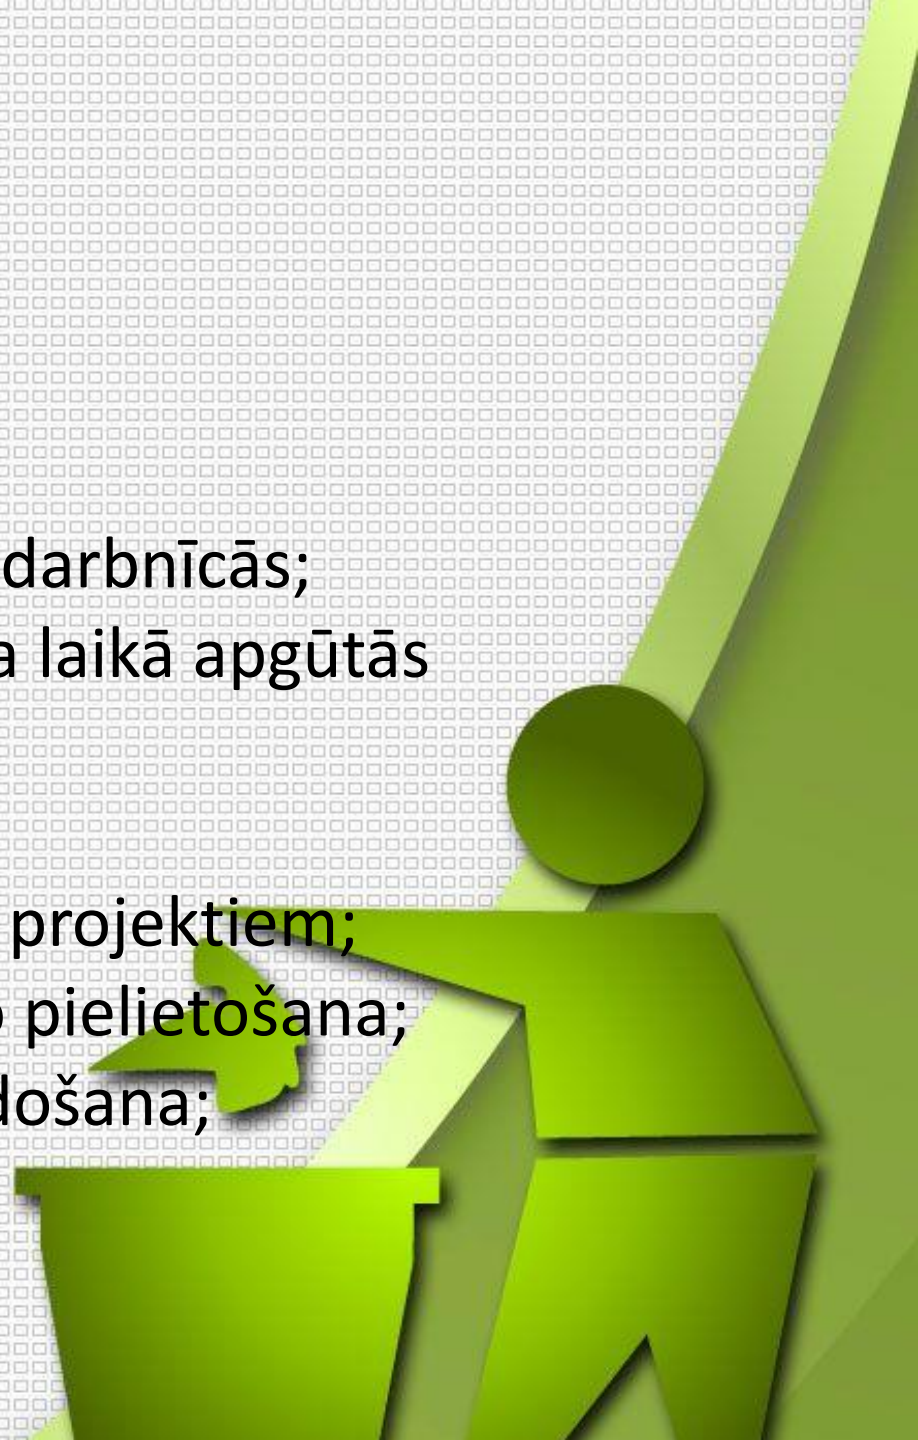 darbnīcās;
a laikā apgūtās
projektiem;
pielietošana;
došana;